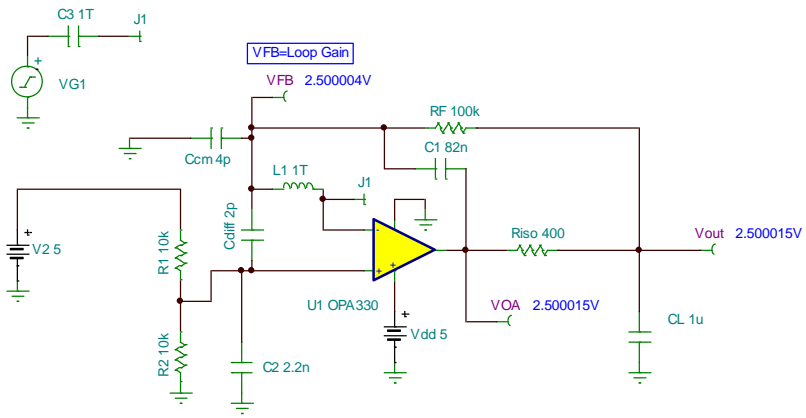 C3 1T
J1
VG1
VFB=Loop Gain
VFB 2.500004V
RF 100k
C1 82n
Ccm 4p
L1 1T
J1
Cdiff 2p
V2 5
R1 10k
Riso 400
Vout 2.500015V
U1 OPA330
VOA 2.500015V
Vdd 5
CL 1u
R2 10k
C2 2.2n